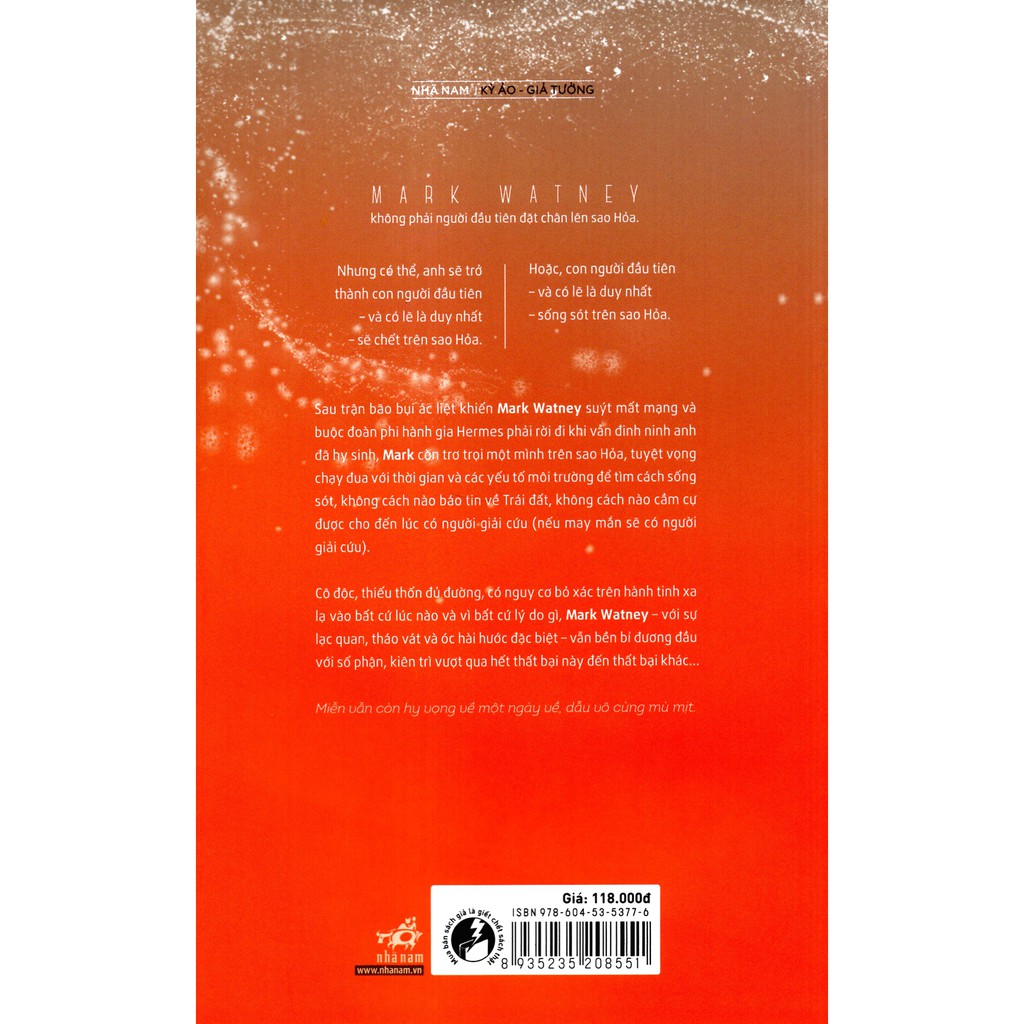 NHÃ NAM | KỲ ẢO - GIẢ TƯỞNG
MARK WATNEY
không phải người đầu tiên đặt chân lên sao Hỏa.
Nhưng có thể, anh sẽ trở
thành con người đầu tiên
– và có lẽ là duy nhất
– sẽ chết trên sao Hỏa.
Hoặc, con người đầu tiên
– và có lẽ là duy nhất
– sống sót trên sao Hỏa.
Sau trận bão bụi ác liệt khiến Mark Watney suýt mất mạng và
buộc đoàn phi hành gia Hermes phải rời đi khi vẫn đinh ninh anh
đã hy sinh, Mark còn trơ trọi một mình trên sao Hỏa, tuyệt vọng
chạy đua với thời gian và các yếu tố môi trường để tìm cách sống
sót, không cách nào báo tin về Trái đất, không cách nào cầm cự
được cho đến lúc có người giải cứu (nếu may mắn sẽ có người
giải cứu).
Cô độc, thiếu thốn đủ đường, có nguy cơ bỏ xác trên hành tinh xa
lạ vào bất cứ lúc nào và vì bất cứ lý do gì, Mark Watney – với sự
lạc quan, tháo vát và óc hài hước đặc biệt – vẫn bền bỉ đương đầu
với số phận, kiên trì vượt qua hết thất bại này đến thất bại khác...
Miễn vẫn còn hy vọng về một ngày về, dẫu vô cùng mù mịt.
nhã nam
www.nhanam.vn
Mua bán sách giả là giết chết sách thật
Giá: 118.000đ
ISBN 978-604-53-5377-6
8 935235 208551